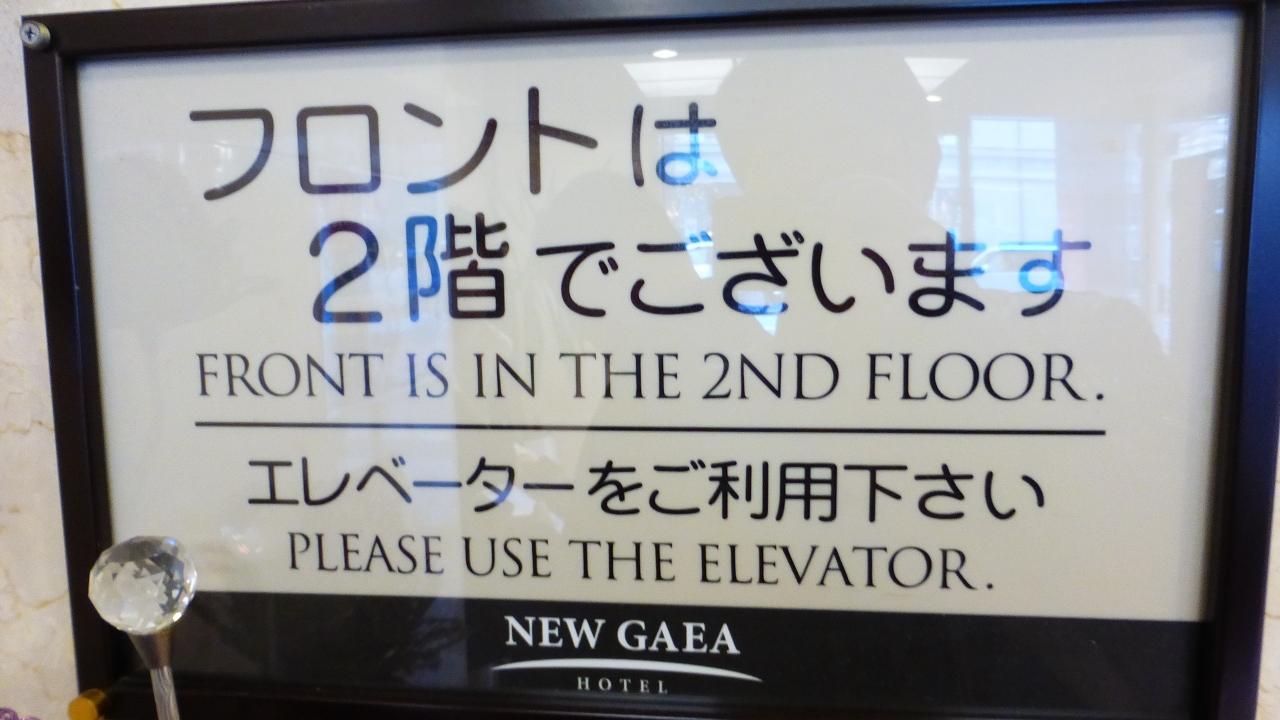 フロントは
2階でございます
FRONT IS IN THE 2ND FLOOR.
エレベーターをご利用下さい
PLEASE USE THE ELEVATOR.
NEW GAEA
HOTEL